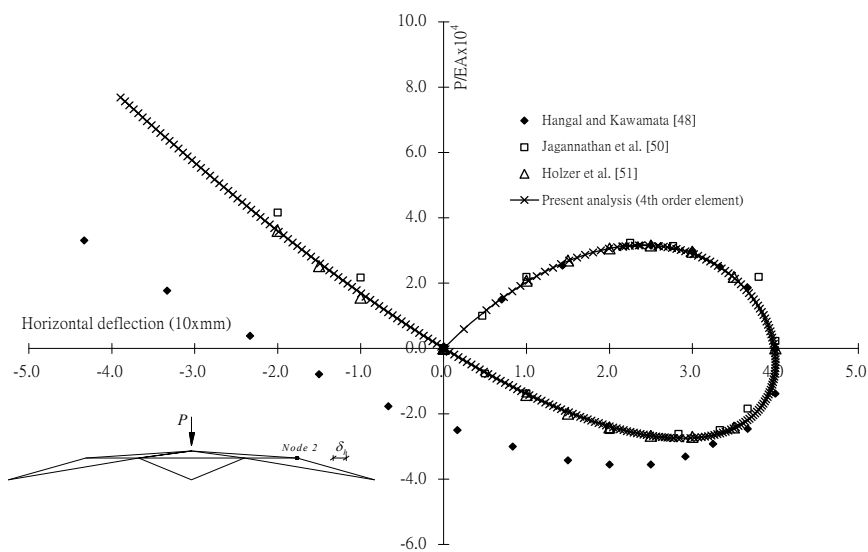 10.0
P/EAx10⁴
8.0
6.0
4.0
2.0
Hangal and Kawamata [48]
Jagannathan et al. [50]
Holzer et al. [51]
Present analysis (4th order element)
Horizontal deflection (10xmm)
0.0
-5.0 -4.0 -3.0 -2.0 -1.0 0.0 1.0 2.0 3.0 4.0 5.0
-2.0
-4.0
-6.0
P
Node 2
δh